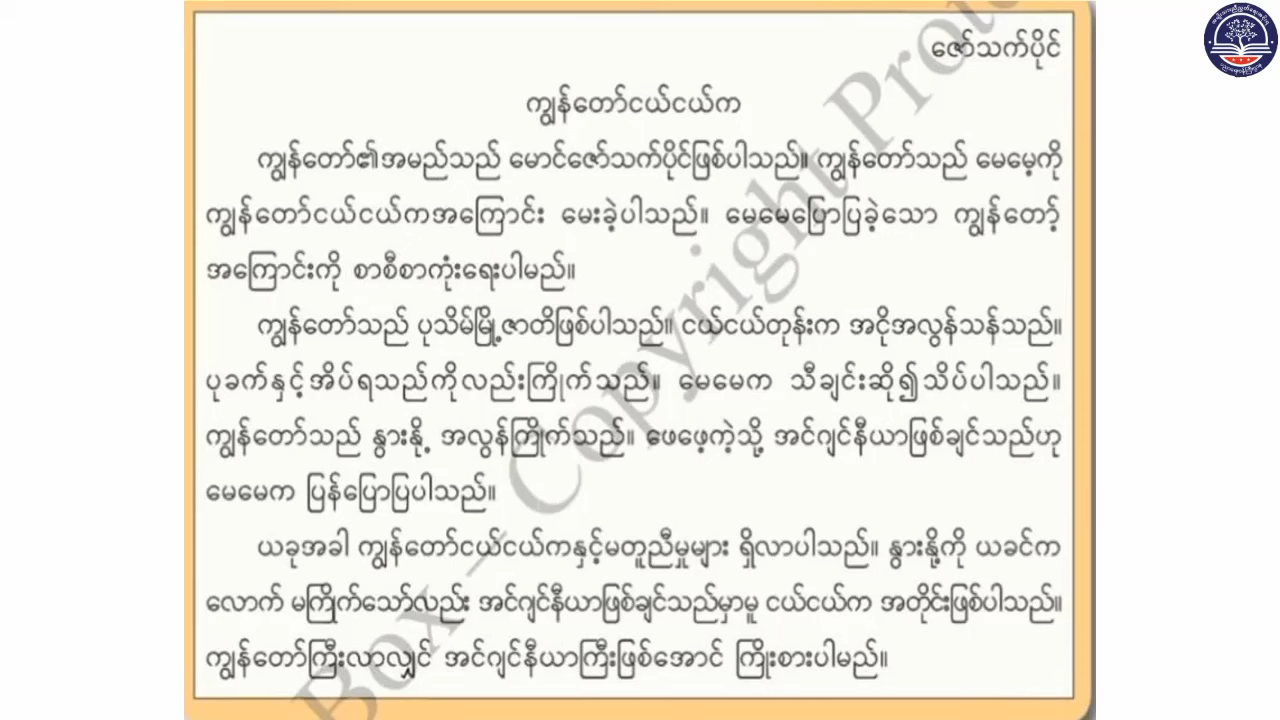 ဇော်သက်ပိုင်
ကျွန်တော်ငယ်ငယ်က
ကျွန်တော်၏အမည်သည် မောင်ဇော်သက်ပိုင်ဖြစ်ပါသည်။ ကျွန်တော်သည် မေမေ့ကို
ကျွန်တော်ငယ်ငယ်ကအကြောင်း မေးခဲ့ပါသည်။ မေမေပြောပြခဲ့သော ကျွန်တော့်
အကြောင်းကို စာစီစာကုံးရေးပါမည်။
ကျွန်တော်သည် ပုသိမ်မြို့ဇာတိဖြစ်ပါသည်။ ငယ်ငယ်တုန်းက အငိုအလွန်သန်သည်။
ပုခက်နှင့်အိပ်ရသည်ကိုလည်းကြိုက်သည်။ မေမေက သီချင်းဆို၍သိပ်ပါသည်။
ကျွန်တော်သည် နွားနို့ အလွန်ကြိုက်သည်။ ဖေဖေ့ကဲ့သို့ အင်ဂျင်နီယာဖြစ်ချင်သည်ဟု
မေမေက ပြန်ပြောပြပါသည်။
ယခုအခါ ကျွန်တော်ငယ်ငယ်ကနှင့်မတူညီမှုများ ရှိလာပါသည်။ နွားနို့ကို ယခင်က
လောက် မကြိုက်သော်လည်း အင်ဂျင်နီယာဖြစ်ချင်သည်မှာမူ ငယ်ငယ်က အတိုင်းဖြစ်ပါသည်။
ကျွန်တော်ကြီးလာလျှင် အင်ဂျင်နီယာကြီးဖြစ်အောင် ကြိုးစားပါမည်။
Box – Copyright